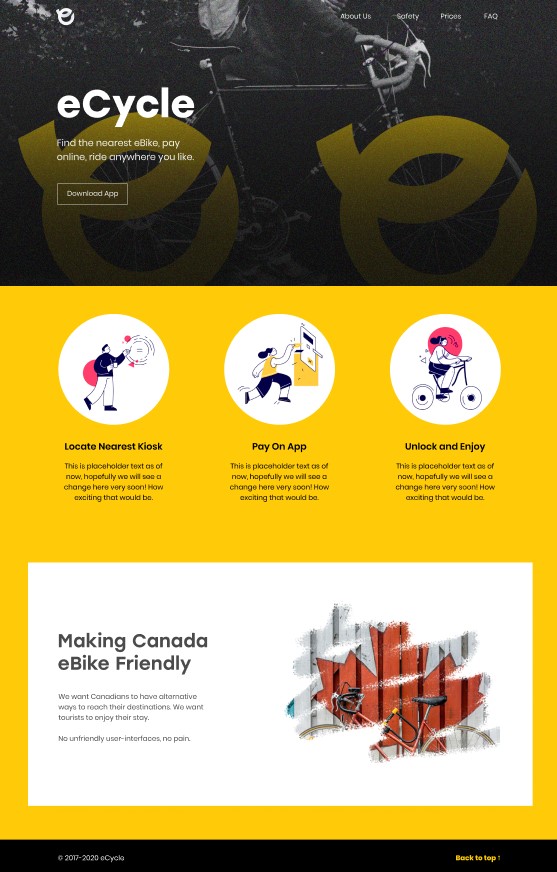 About Us
Safety
Prices
FAQ
eCycle
Find the nearest eBike, pay
online, ride anywhere you like.
Download App
Locate Nearest Kiosk
This is placeholder text as of
now, hopefully we will see a
change here very soon! How
exciting that would be.
Pay On App
This is placeholder text as of
now, hopefully we will see a
change here very soon! How
exciting that would be.
Unlock and Enjoy
This is placeholder text as of
now, hopefully we will see a
change here very soon! How
exciting that would be.
Making Canada
eBike Friendly
We want Canadians to have alternative
ways to reach their destinations. We want
tourists to enjoy their stay.
No unfriendly user-interfaces, no pain.
© 2017-2020 eCycle
Back to top ↑